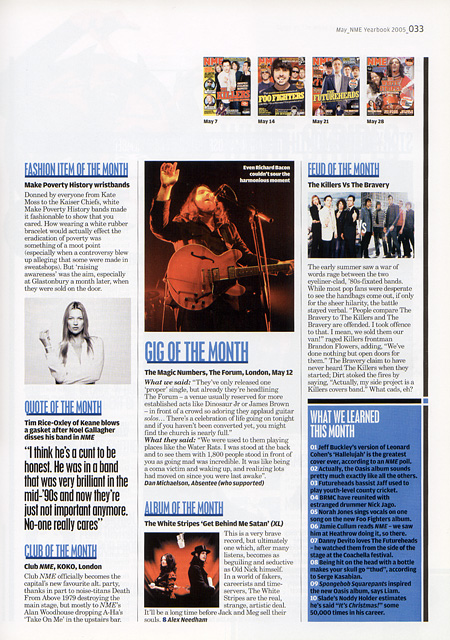 May_NME Yearbook 2005_033
NME
KILLERS
NME
FOO FIGHTERS
NME
THE
FUTUREHEADS
NME
May 7
May 14
May 21
May 28
FASHION ITEM OF THE MONTH
Make Poverty History wristbands
Donned by everyone from Kate
Moss to the Kaiser Chiefs, white
Make Poverty History bands made
it fashionable to show that you
cared. How wearing a white rubber
bracelet would actually effect the
eradication of poverty was
something of a moot point
(especially when a controversy blew
up alleging that some were made in
sweatshops). But 'raising
awareness' was the aim, especially
at Glastonbury a month later, when
they were sold on the door.
QUOTE OF THE MONTH
Tim Rice-Oxley of Keane blows
a gasket after Noel Gallagher
disses his band in NME
"I think he's a cunt to be
honest. He was in a band
that was very brilliant in the
mid-'90s and now they're
just not important anymore.
No-one really cares"
CLUB OF THE MONTH
Club NME, KOKO, London
Club NME officially becomes the
capital's new favourite alt. party,
thanks in part to noise-titans Death
From Above 1979 destroying the
main stage, but mostly to NME's
Alan Woodhouse dropping A-Ha's
'Take On Me' in the upstairs bar.
Even Richard Bacon
couldn't sour the
harmonious moment
GIG OF THE MONTH
The Magic Numbers, The Forum, London, May 12
What we said: "They've only released one
'proper' single, but already they're headlining
The Forum – a venue usually reserved for more
established acts like Dinosaur Jr or James Brown
– in front of a crowd so adoring they applaud guitar
solos... There's a celebration of life going on tonight
and if you haven't been converted yet, you might
find the church is nearly full."
What they said: "We were used to them playing
places like the Water Rats. I was stood at the back
and to see them with 1,800 people stood in front of
you as going mad was incredible. It was like being
a coma victim and waking up, and realizing lots
had moved on since you were last awake".
Dan Michaelson, Absentee (who supported)
ALBUM OF THE MONTH
The White Stripes 'Get Behind Me Satan' (XL)
This is a very brave
record, but ultimately
one which, after many
listens, becomes as
beguiling and seductive
as Old Nick himself.
In a world of fakers,
careerists and time-
servers, The White
Stripes are the real,
strange, artistic deal.
It'll be a long time before Jack and Meg sell their
souls. 8 Alex Needham
FEUD OF THE MONTH
The Killers Vs The Bravery
The early summer saw a war of
words rage between the two
eyeliner-clad, '80s-fixated bands.
While most pop fans were desperate
to see the handbags come out, if only
for the sheer hilarity, the battle
stayed verbal. "People compare The
Bravery to The Killers and The
Bravery are offended. I took offense
to that. I mean, we sold them our
van!" raged Killers frontman
Brandon Flowers, adding, "We've
done nothing but open doors for
them." The Bravery claim to have
never heard The Killers when they
started; Dirt stoked the fires by
saying, "Actually, my side project is a
Killers covers band." What cads, eh?
WHAT WE LEARNED
THIS MONTH
01 Jeff Buckley's version of Leonard
Cohen's 'Hallelujah' is the greatest
cover ever, according to an NME poll.
02 Actually, the Oasis album sounds
pretty much exactly like all the others.
03 Futureheads bassist Jaff used to
play youth-level county cricket.
04 BRMC have reunited with
estranged drummer Nick Jago.
05 Norah Jones sings vocals on one
song on the new Foo Fighters album.
06 Jamie Cullum reads NME – we saw
him at Heathrow doing it, so there.
07 Danny Devito loves The Futureheads
– he watched them from the side of the
stage at the Coachella festival.
08 Being hit on the head with a bottle
makes your skull go "thud", according
to Serge Kasabian.
09 Spongebob Squarepants inspired
the new Oasis album, says Liam.
10 Slade's Noddy Holder estimates
he's said "It's Christmas!" some
50,000 times in his career.